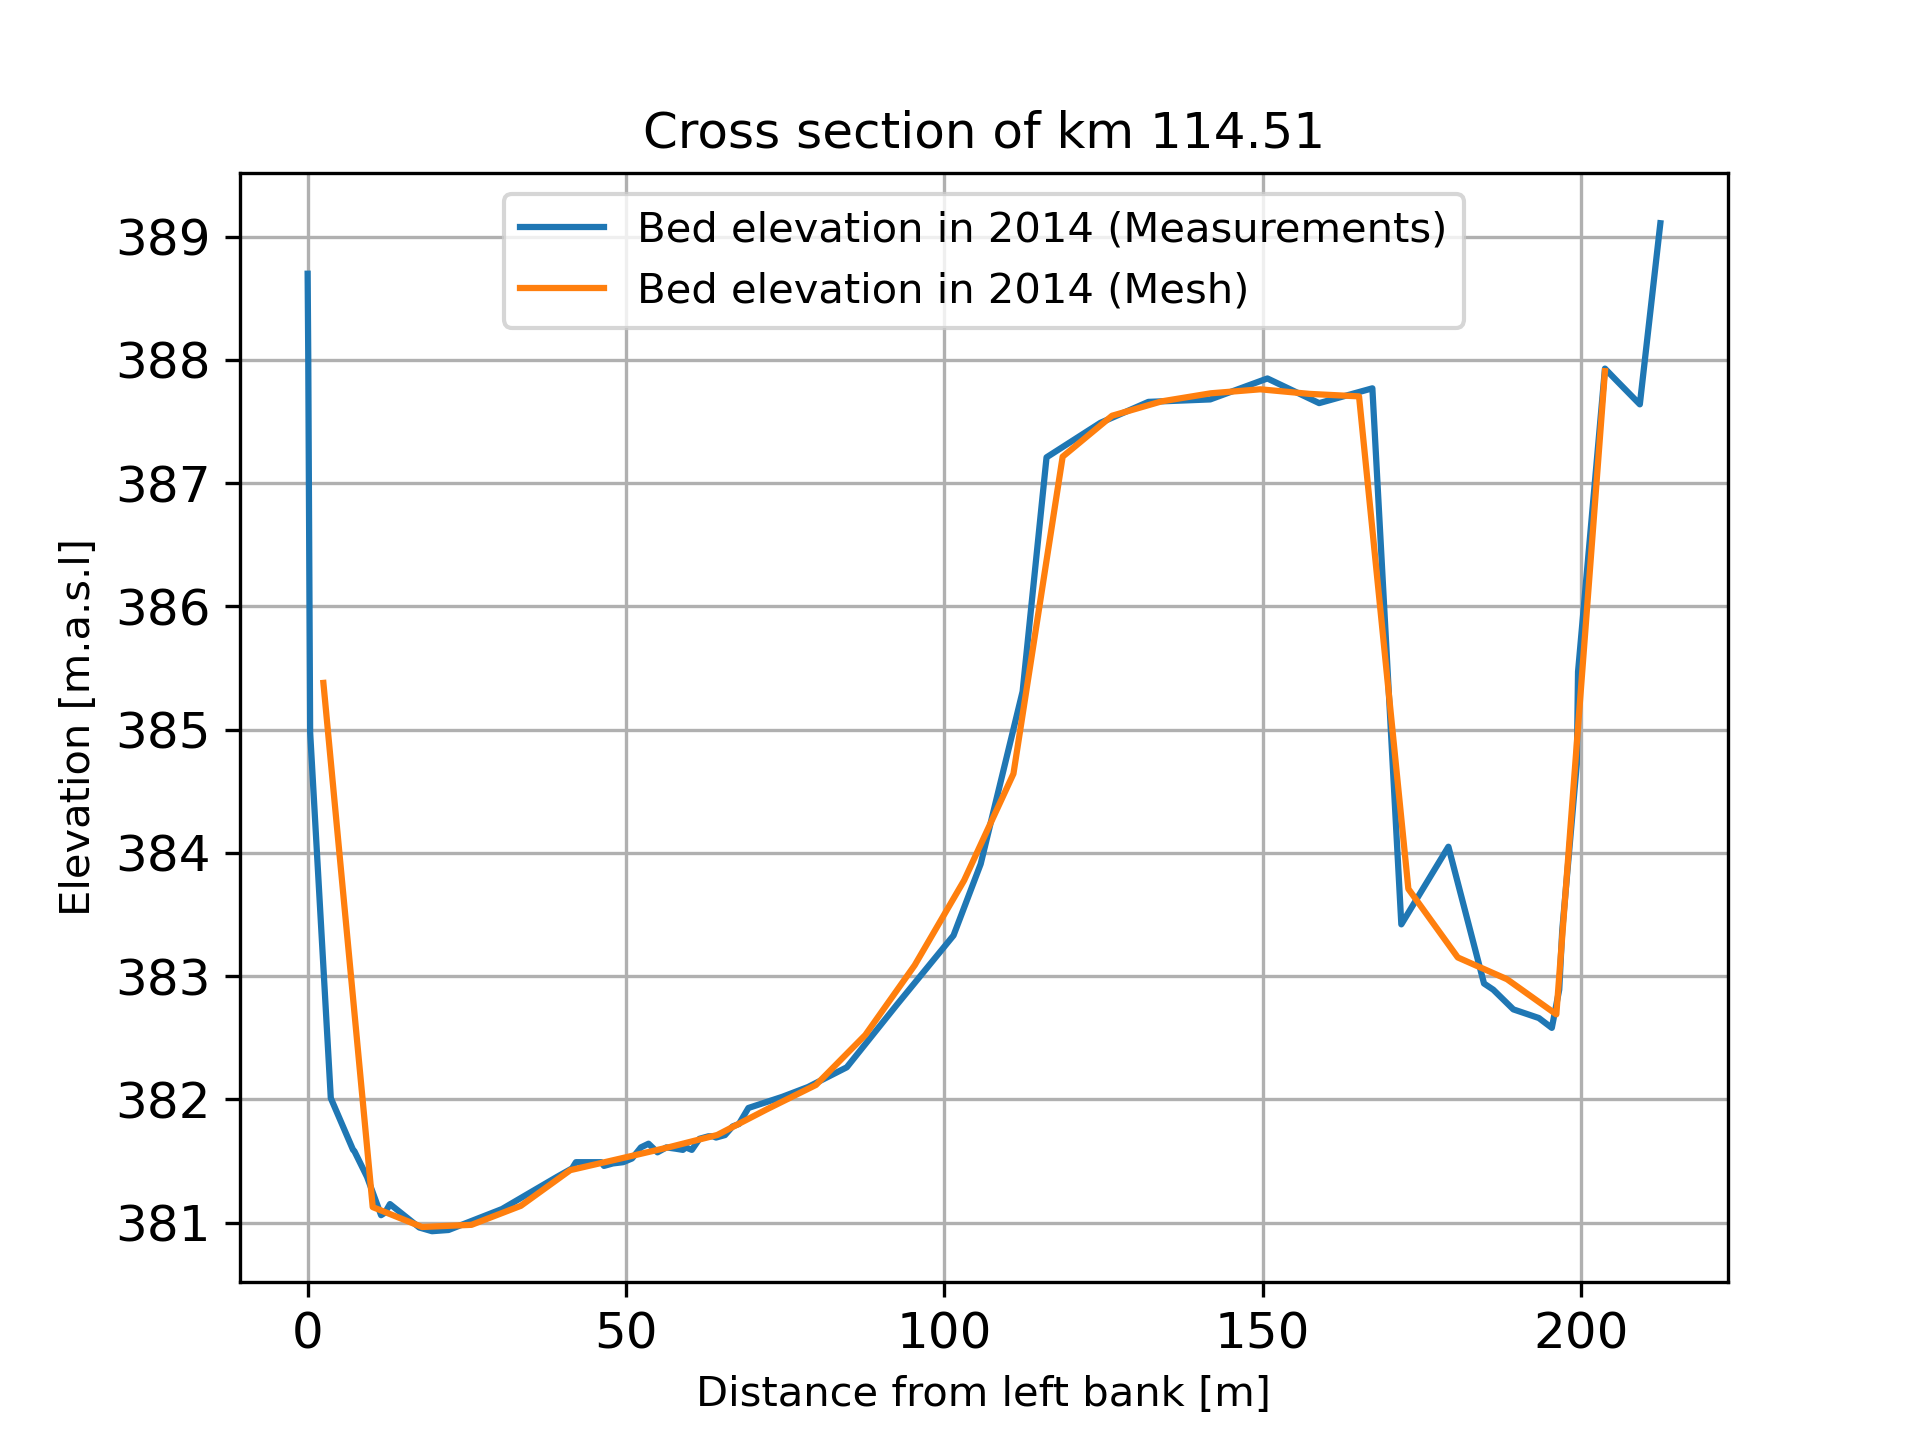 Cross section of km 114.51
Bed elevation in 2014 (Measurements)
Bed elevation in 2014 (Mesh)
389
388
387
386
385
384
383
382
381
Elevation [m.a.s.l]
0 50 100 150 200
Distance from left bank [m]